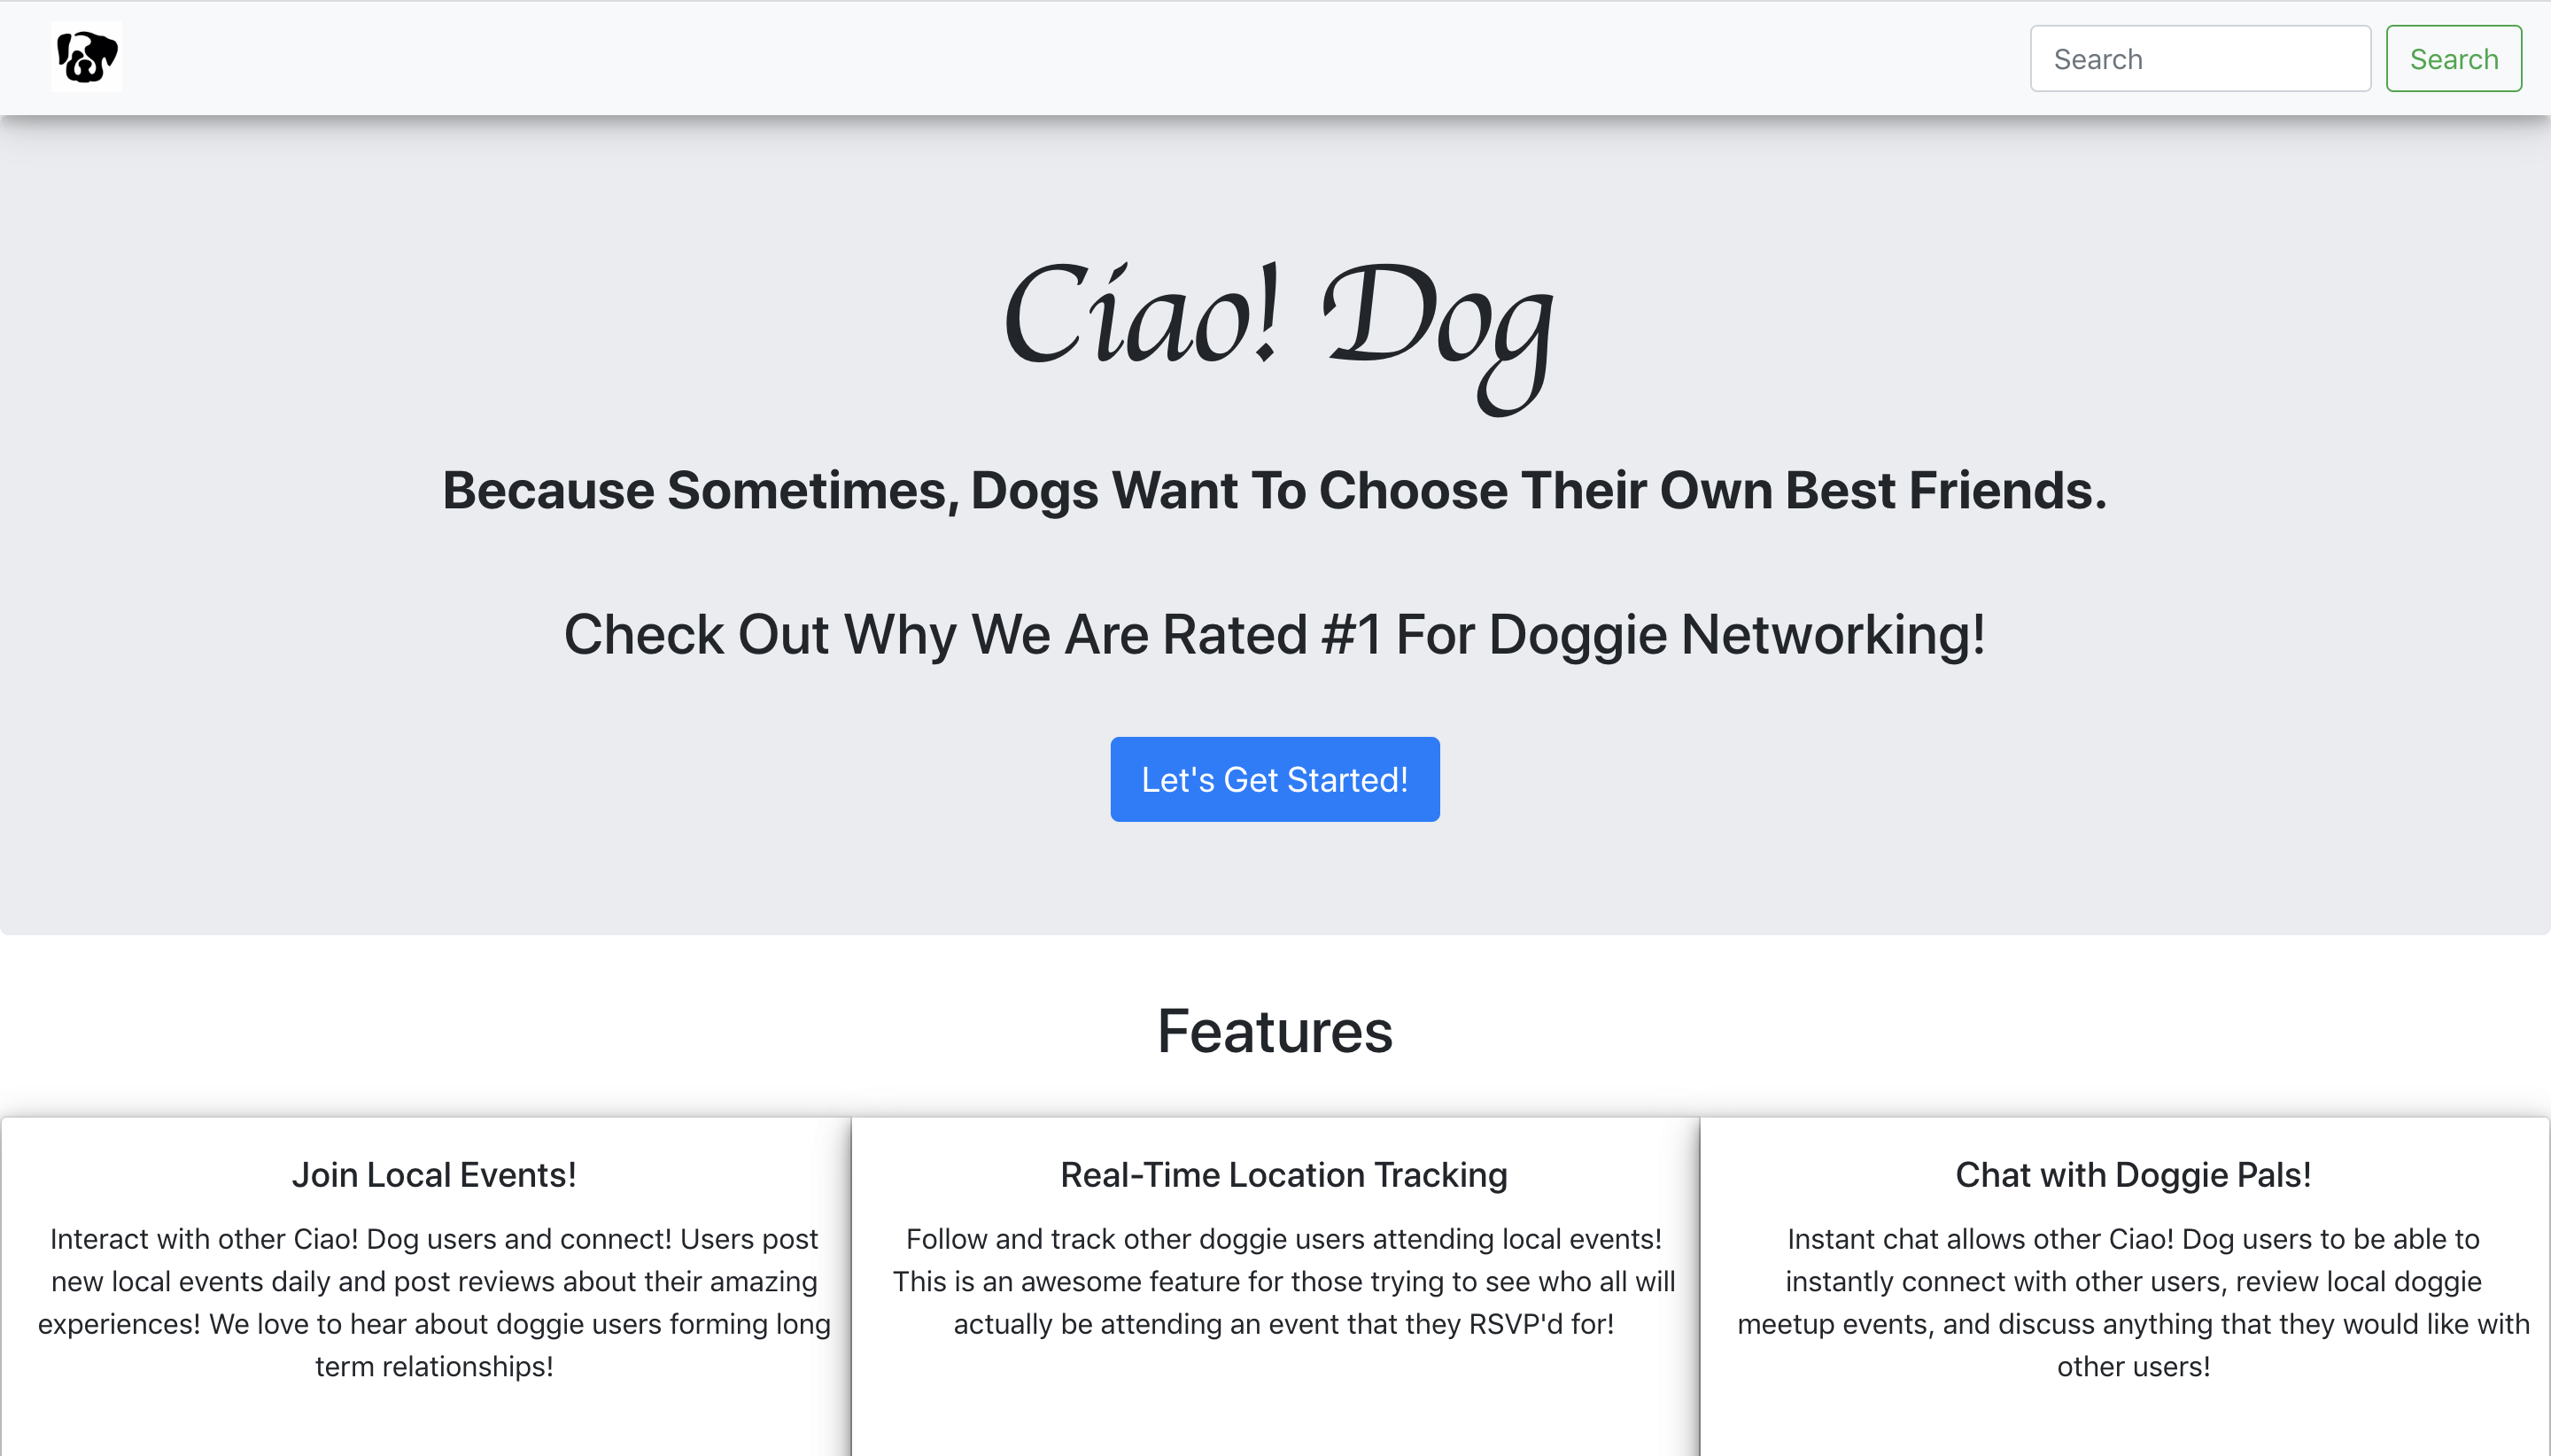 Search
Search
Ciao! Dog
Because Sometimes, Dogs Want To Choose Their Own Best Friends.
Check Out Why We Are Rated #1 For Doggie Networking!
Let's Get Started!
Features
Join Local Events!
Interact with other Ciao! Dog users and connect! Users post
new local events daily and post reviews about their amazing
experiences! We love to hear about doggie users forming long
term relationships!
Real-Time Location Tracking
Follow and track other doggie users attending local events!
This is an awesome feature for those trying to see who all will
actually be attending an event that they RSVP'd for!
Chat with Doggie Pals!
Instant chat allows other Ciao! Dog users to be able to
instantly connect with other users, review local doggie
meetup events, and discuss anything that they would like with
other users!